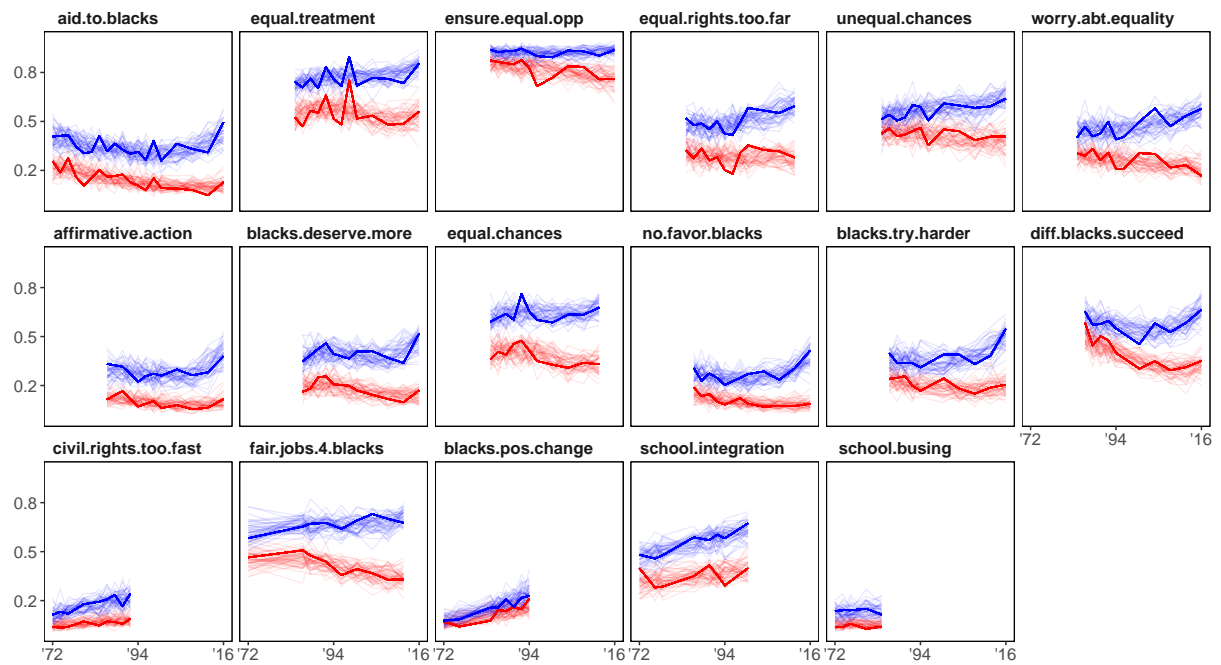 aid.to.blacks equal.treatment ensure.equal.opp equal.rights.too.far unequal.chances worry.abt.equality
0.8
0.5
0.2
affirmative.action blacks.deserve.more equal.chances no.favor.blacks blacks.try.harder diff.blacks.succeed
0.8
0.5
0.2
'72 '94 '16
civil.rights.too.fast fair.jobs.4.blacks blacks.pos.change school.integration school.busing
0.8
0.5
0.2
'72 '94 '16 '72 '94 '16 '72 '94 '16 '72 '94 '16 '72 '94 '16